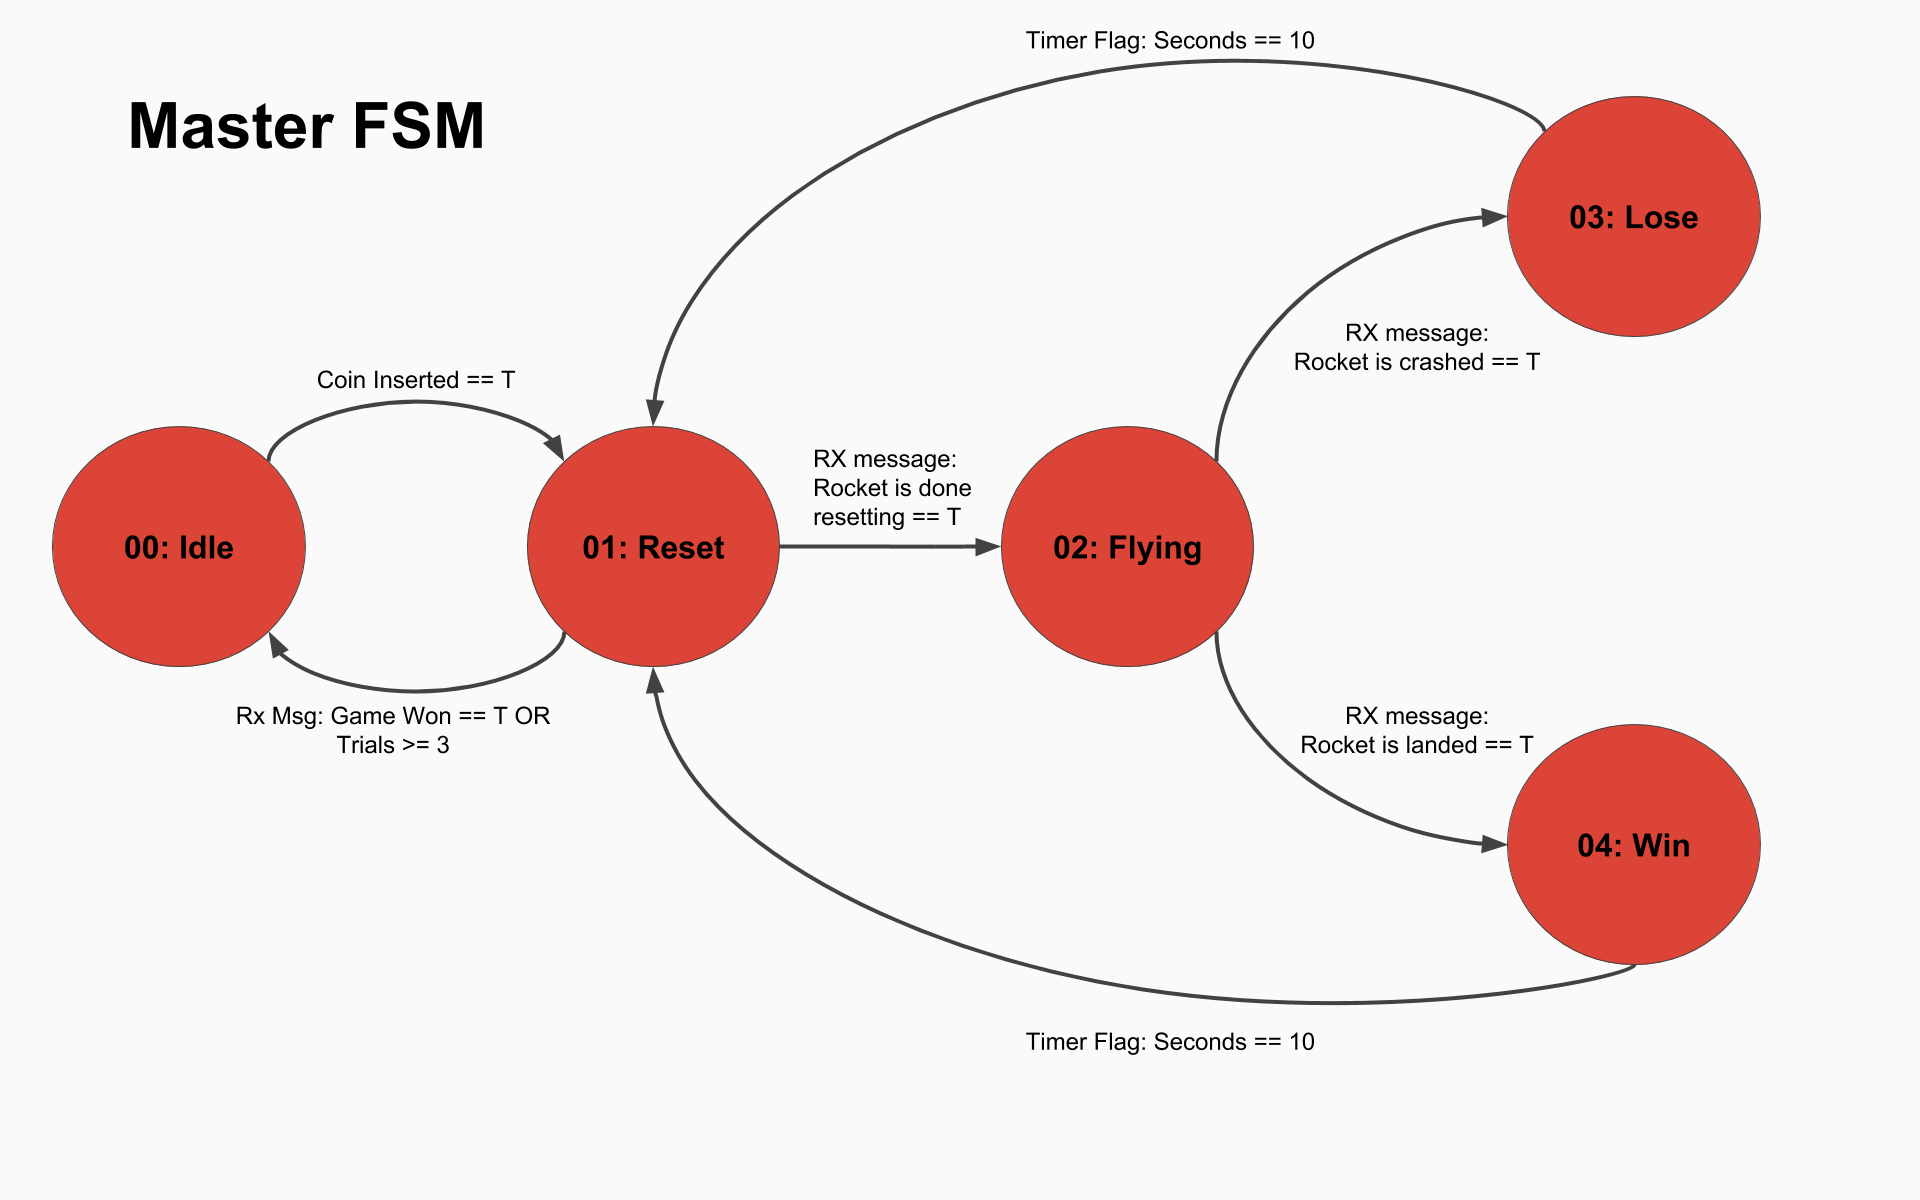 Timer Flag: Seconds == 10
Master FSM
03: Lose
RX message:
Rocket is crashed == T
Coin Inserted == T
RX message:
Rocket is done
resetting == T
00: Idle
01: Reset
02: Flying
Rx Msg: Game Won == T OR
Trials >= 3
RX message:
Rocket is landed == T
04: Win
Timer Flag: Seconds == 10